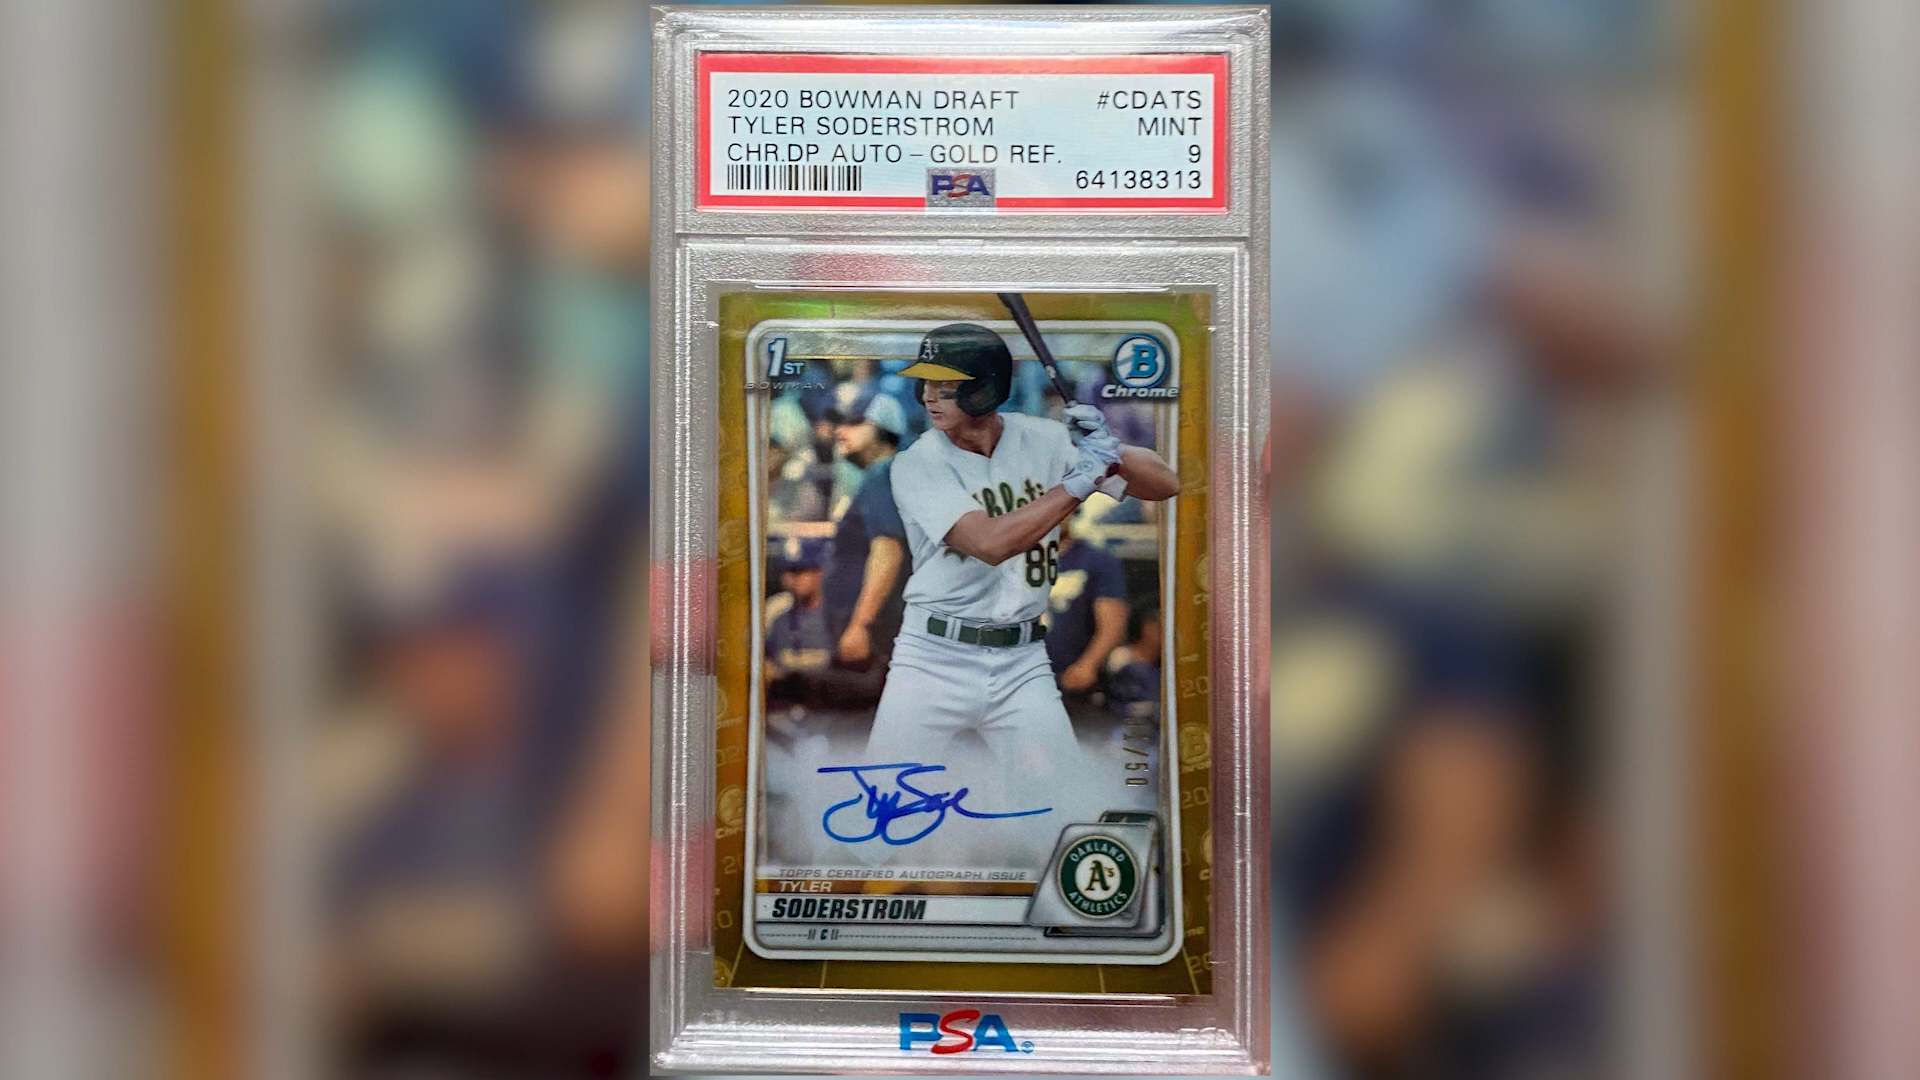 2020 BOWMAN DRAFT #CDATS
TYLER SODERSTROM MINT
CHR.DP AUTO – GOLD REF. 9
PSA 64138313
1ST
BOWMAN
B
Chrome
A's
86
/50
TOPPS CERTIFIED AUTOGRAPH ISSUE
TYLER
SODERSTROM
C
OAKLAND
A's
ATHLETICS
PSA